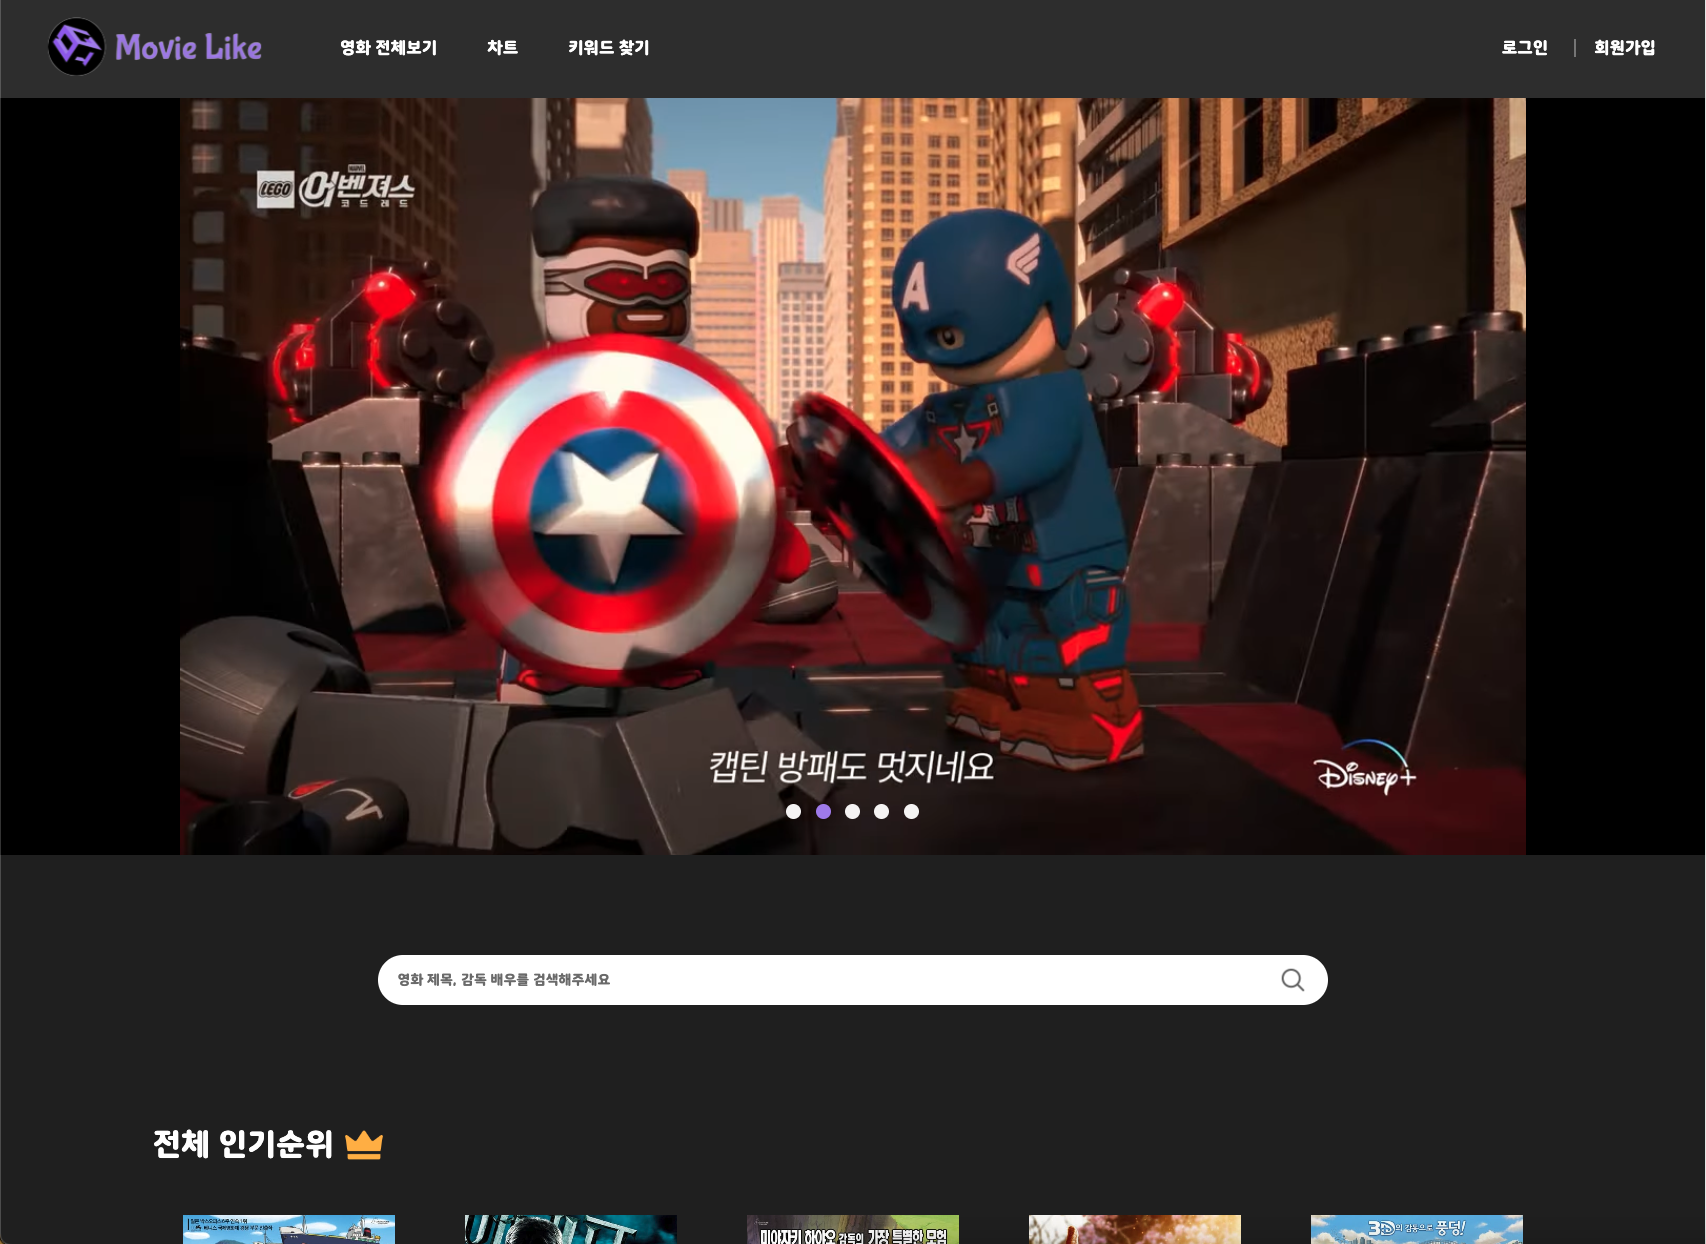 Movie Like
영화 전체보기
차트
키워드 찾기
로그인
회원가입
LEGO
MARVEL
어벤져스
코드 레드
A
캡틴 방패도 멋지네요
Disney+
영화 제목, 감독 배우를 검색해주세요
전체 인기순위
미야자키 하야오 감독의 가장 특별한 모험
3D의 감동으로 풍덩!